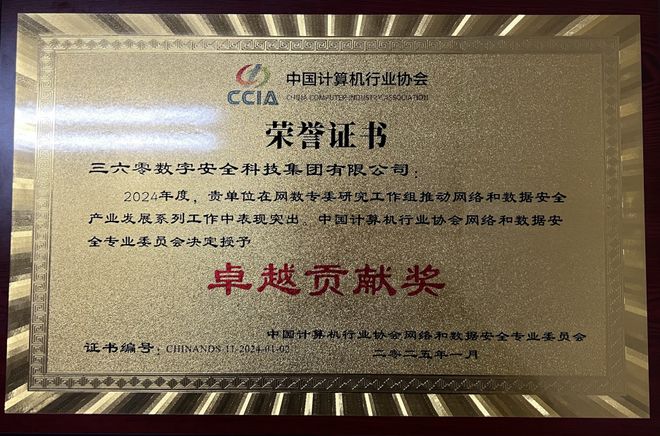 中国计算机行业协会
CCIA
CHINA COMPUTER INDUSTRY ASSOCIATION
荣誉证书
三六零数字安全科技集团有限公司：
2024年度，贵单位在网数专委研究工作组推动网络和数据安全
产业发展系列工作中表现突出，中国计算机行业协会网络和数据安
全专业委员会决定授予
卓越贡献奖
中国计算机行业协会网络和数据安全专业委员会
证书编号：CHINANDS-11-2024-01-02
二零二五年一月